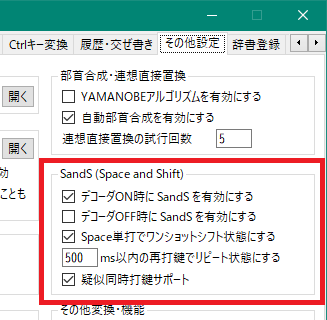 Ctrlキー変換 履歴・交ぜ書き その他設定 辞書登録
部首合成・連想直接置換
開く
YAMANOBEアルゴリズムを有効にする
自動部首合成を有効にする
連想直接置換の試行回数 5
開く
SandS (Space and Shift)
効
デコーダON時に SandS を有効にする
ことも
デコーダOFF時に SandS を有効にする
Space単打でワンショットシフト状態にする
500 ms以内の再打鍵でリピート状態にする
疑似同時打鍵サポート
その他変換・機能